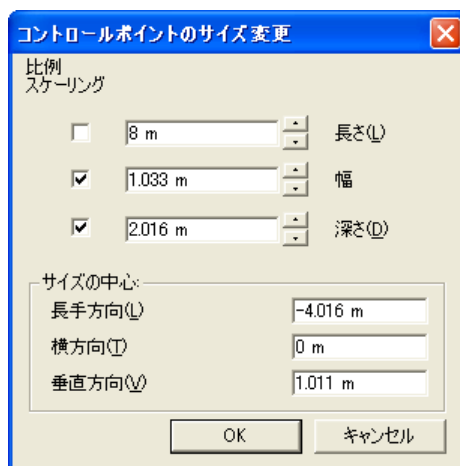 コントロールポイントのサイズ変更
比例
スケーリング
8 m 長さ(L)
1.033 m 幅
2.016 m 深さ(D)
サイズの中心:
長手方向(L) -4.016 m
横方向(T) 0 m
垂直方向(V) 1.011 m
OK キャンセル